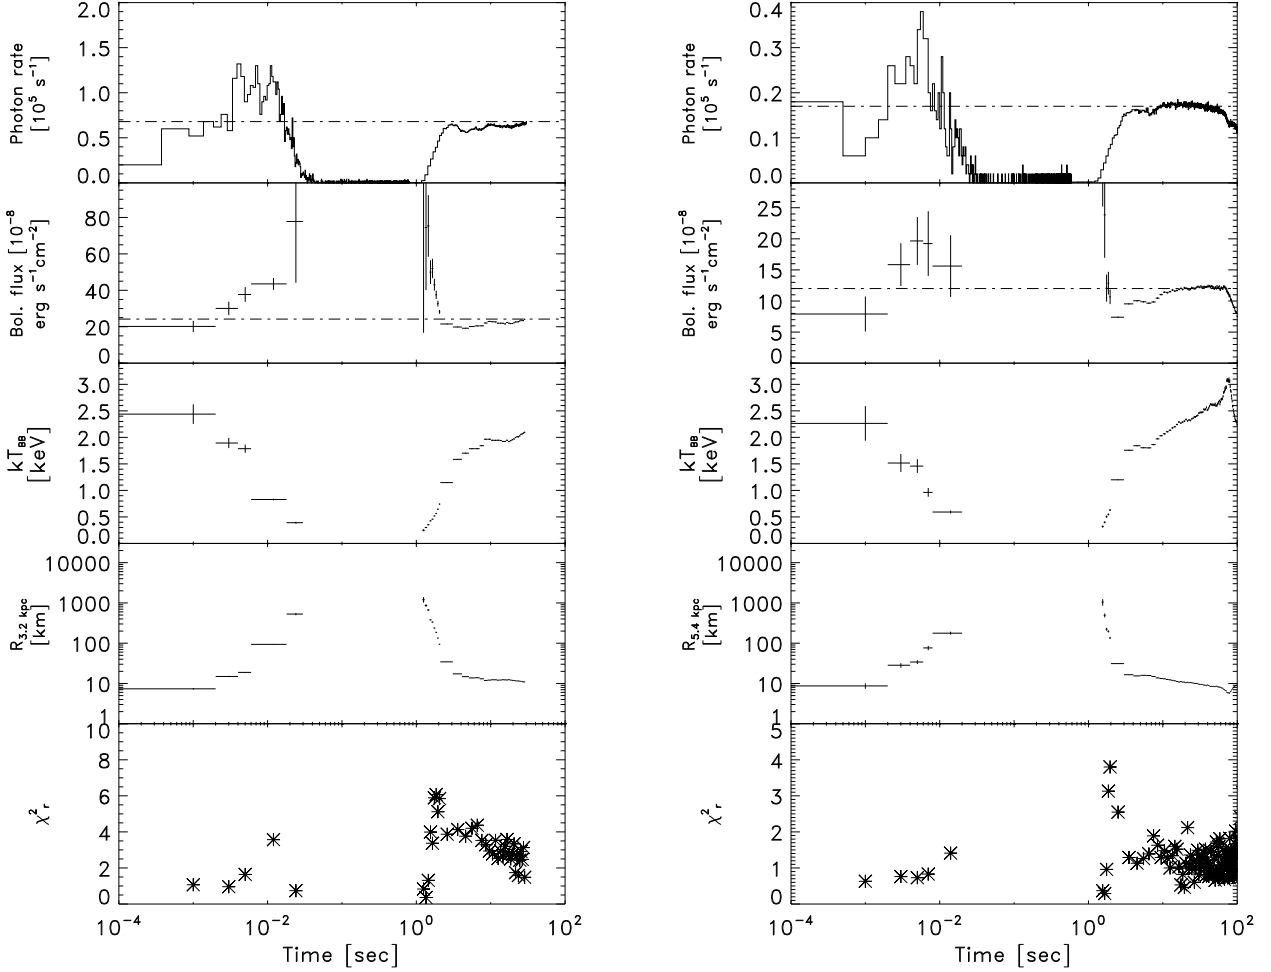 Photon rate
[10⁵ s⁻¹]
2.0
1.5
1.0
0.5
0.0
Bol. flux [10⁻⁸
erg s⁻¹cm⁻²]
80
60
40
20
0
kT_BB
[keV]
3.0
2.5
2.0
1.5
1.0
0.5
0.0
R_3.2 kpc
[km]
10000
1000
100
10
1
χ²_r
10
8
6
4
2
0
10⁻⁴ 10⁻² 10⁰ 10²
Time [sec]
Photon rate
[10⁵ s⁻¹]
0.4
0.3
0.2
0.1
0.0
Bol. flux [10⁻⁸
erg s⁻¹cm⁻²]
25
20
15
10
5
0
kT_BB
[keV]
3.0
2.5
2.0
1.5
1.0
0.5
0.0
R_5.4 kpc
[km]
10000
1000
100
10
1
χ²_r
5
4
3
2
1
0
10⁻⁴ 10⁻² 10⁰ 10²
Time [sec]